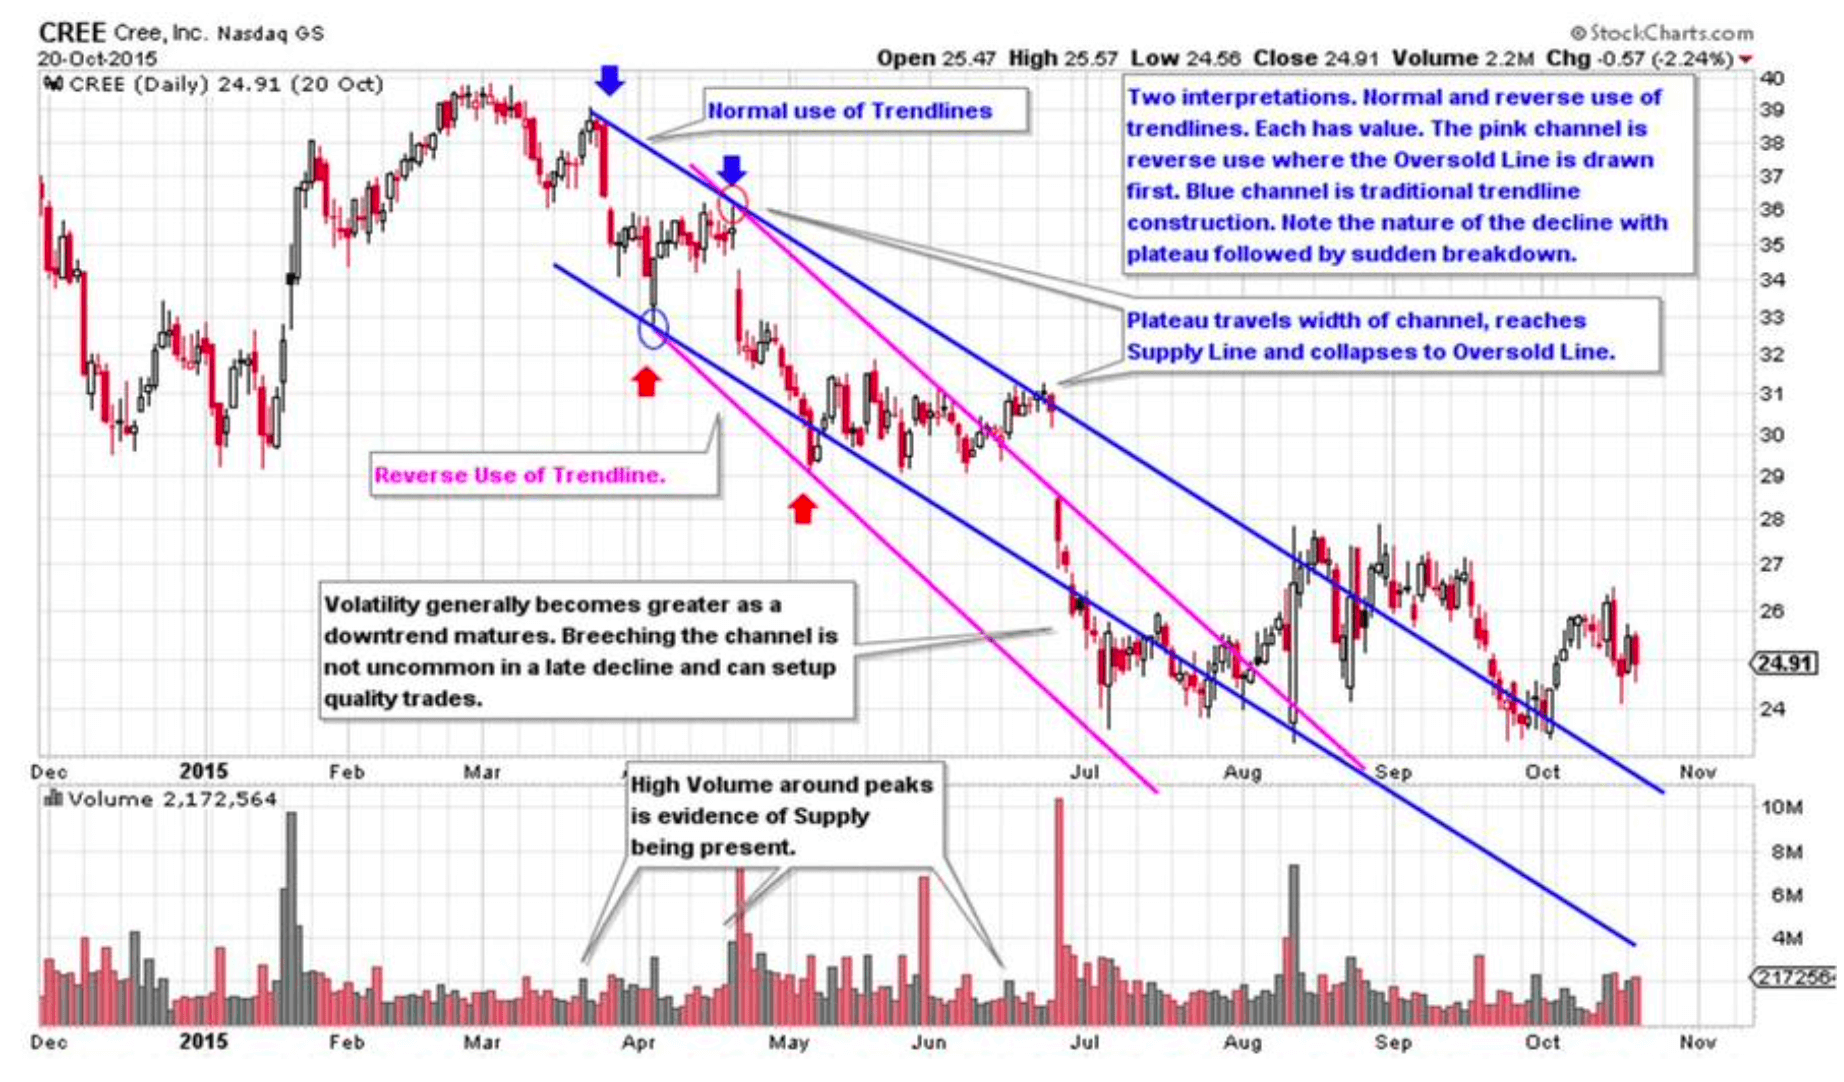 CREE Cree, Inc. Nasdaq GS
© StockCharts.com
20-Oct-2015
Open 25.47 High 25.57 Low 24.56 Close 24.91 Volume 2.2M Chg -0.57 (-2.24%)
CREE (Daily) 24.91 (20 Oct)
Normal use of Trendlines
Two interpretations. Normal and reverse use of
trendlines. Each has value. The pink channel is
reverse use where the Oversold Line is drawn
first. Blue channel is traditional trendline
construction. Note the nature of the decline with
plateau followed by sudden breakdown.
Plateau travels width of channel, reaches
Supply Line and collapses to Oversold Line.
Reverse Use of Trendline.
Volatility generally becomes greater as a
downtrend matures. Breeching the channel is
not uncommon in a late decline and can setup
quality trades.
40
39
38
37
36
35
34
33
32
31
30
29
28
27
26
24.91
24
Dec 2015 Feb Mar Jul Aug Sep Oct Nov
Volume 2,172,564
High Volume around peaks
is evidence of Supply
being present.
10M
8M
6M
4M
2172564
Dec 2015 Feb Mar Apr May Jun Jul Aug Sep Oct Nov